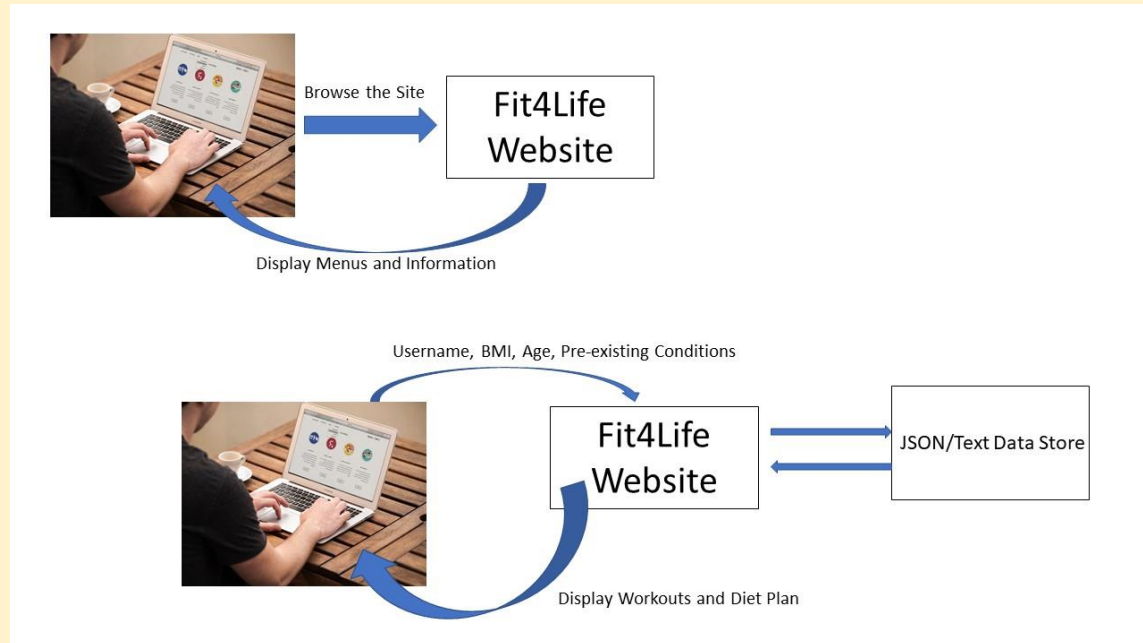 Browse the Site
Fit4Life
Website
Display Menus and Information
Username, BMI, Age, Pre-existing Conditions
Fit4Life
Website
JSON/Text Data Store
Display Workouts and Diet Plan